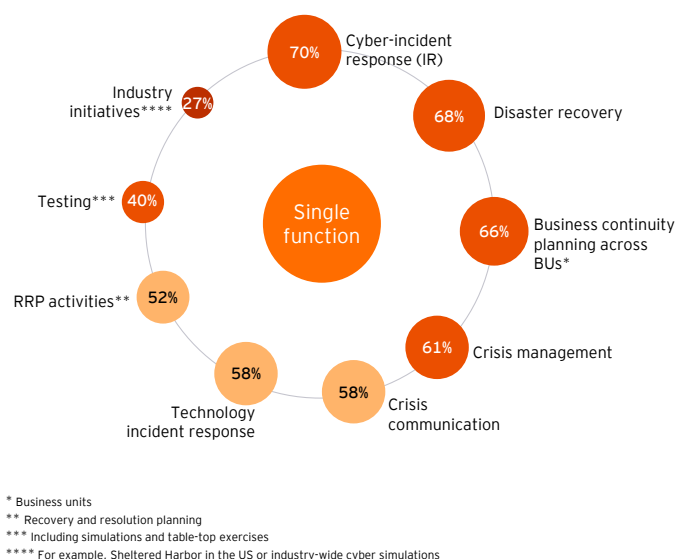 70%
Cyber-incident
response (IR)
68%
Disaster recovery
66%
Business continuity
planning across
BUs*
61%
Crisis management
58%
Crisis
communication
58%
Technology
incident response
52%
RRP activities**
40%
Testing***
27%
Industry
initiatives****
Single
function
* Business units
** Recovery and resolution planning
*** Including simulations and table-top exercises
**** For example, Sheltered Harbor in the US or industry-wide cyber simulations